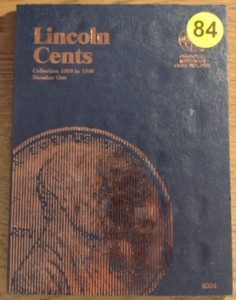 Lincoln
84
Cents
Collection 1909 to 1940
Number One
9004